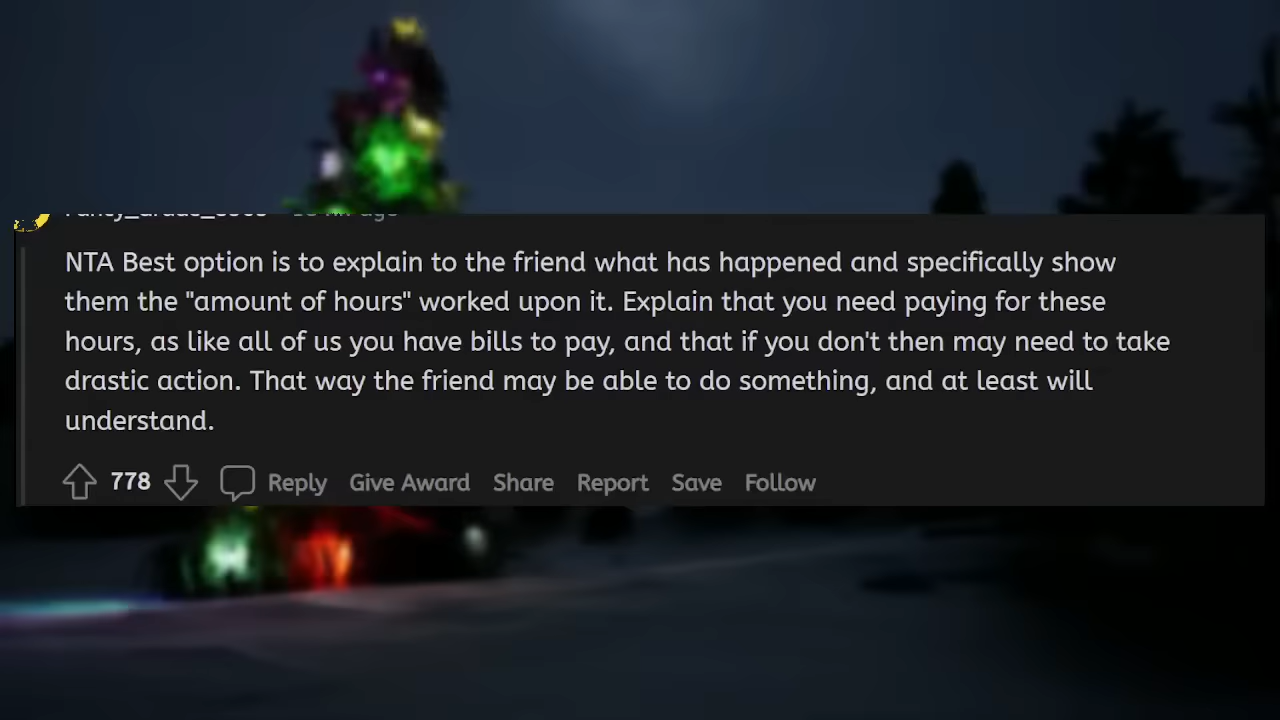 NTA Best option is to explain to the friend what has happened and specifically show
them the "amount of hours" worked upon it. Explain that you need paying for these
hours, as like all of us you have bills to pay, and that if you don't then may need to take
drastic action. That way the friend may be able to do something, and at least will
understand.
778 Reply Give Award Share Report Save Follow